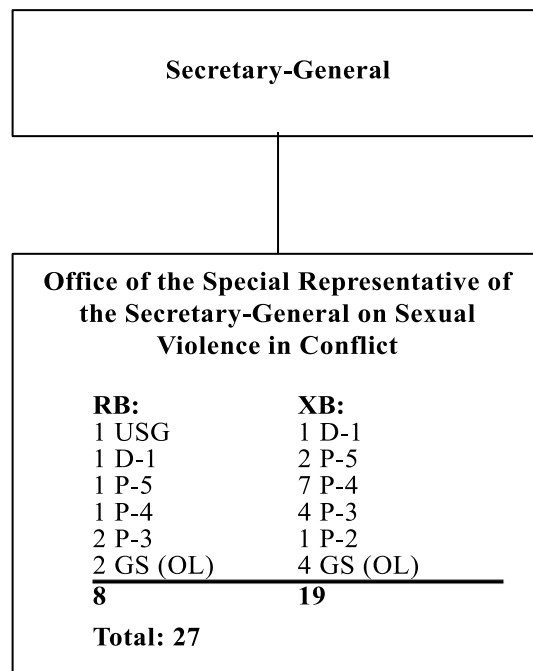 Secretary-General
Office of the Special Representative of
the Secretary-General on Sexual
Violence in Conflict
RB: XB:
1 USG 1 D-1
1 D-1 2 P-5
1 P-5 7 P-4
1 P-4 4 P-3
2 P-3 1 P-2
2 GS (OL) 4 GS (OL)
8 19
Total: 27